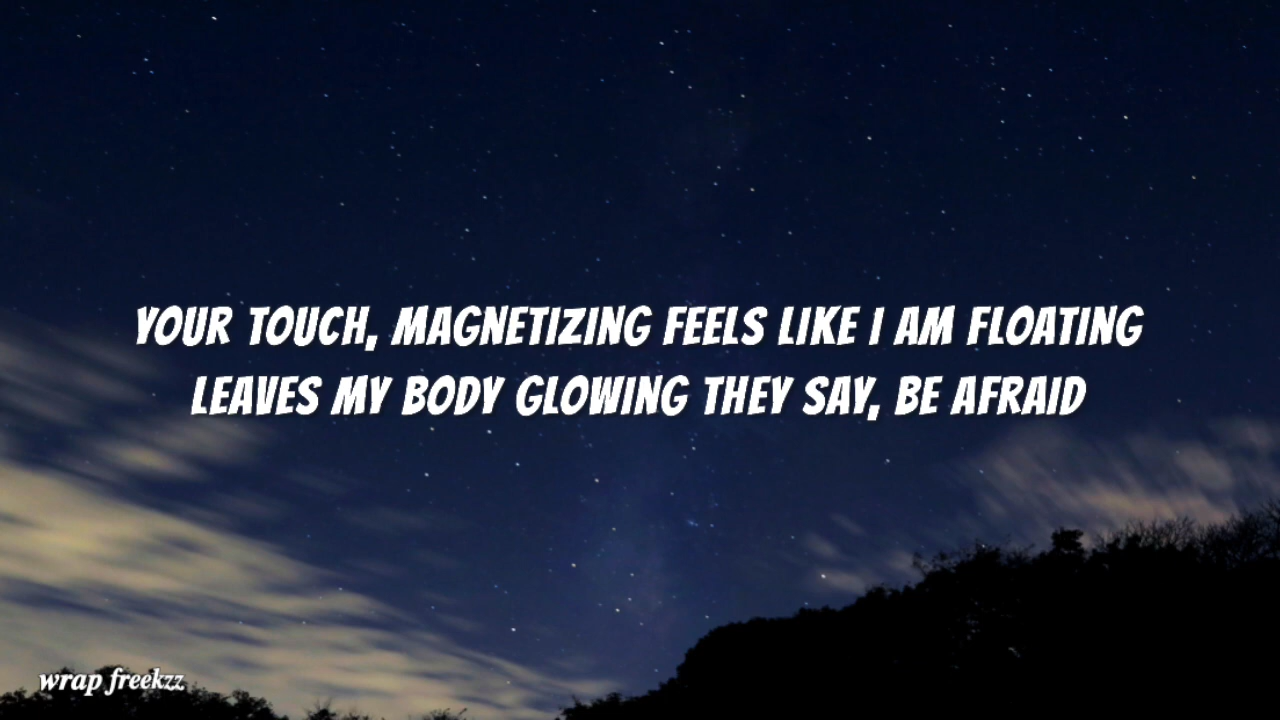 YOUR TOUCH, MAGNETIZING FEELS LIKE I AM FLOATING
LEAVES MY BODY GLOWING THEY SAY, BE AFRAID
wrap freekzz